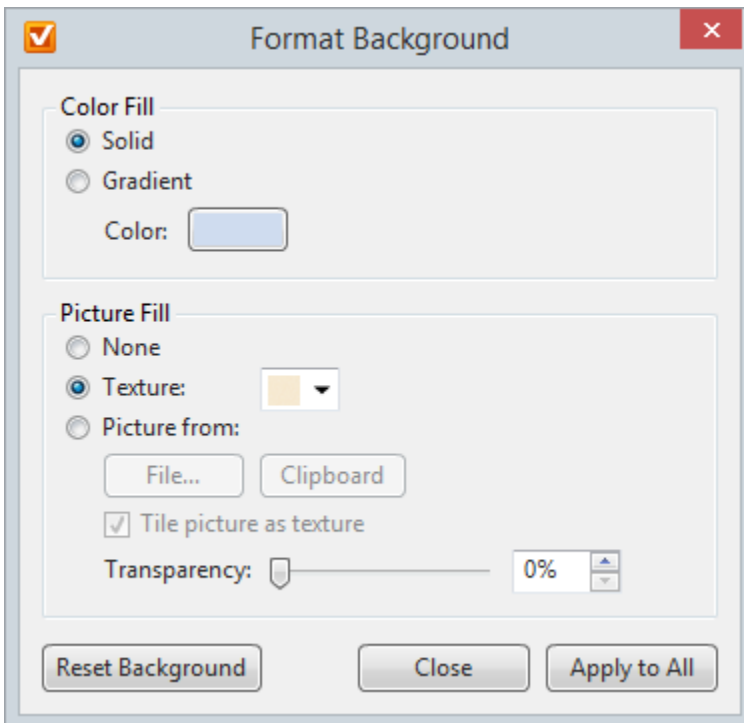 Format Background
Color Fill
Solid
Gradient
Color:
Picture Fill
None
Texture:
Picture from:
File... Clipboard
Tile picture as texture
Transparency: 0%
Reset Background Close Apply to All